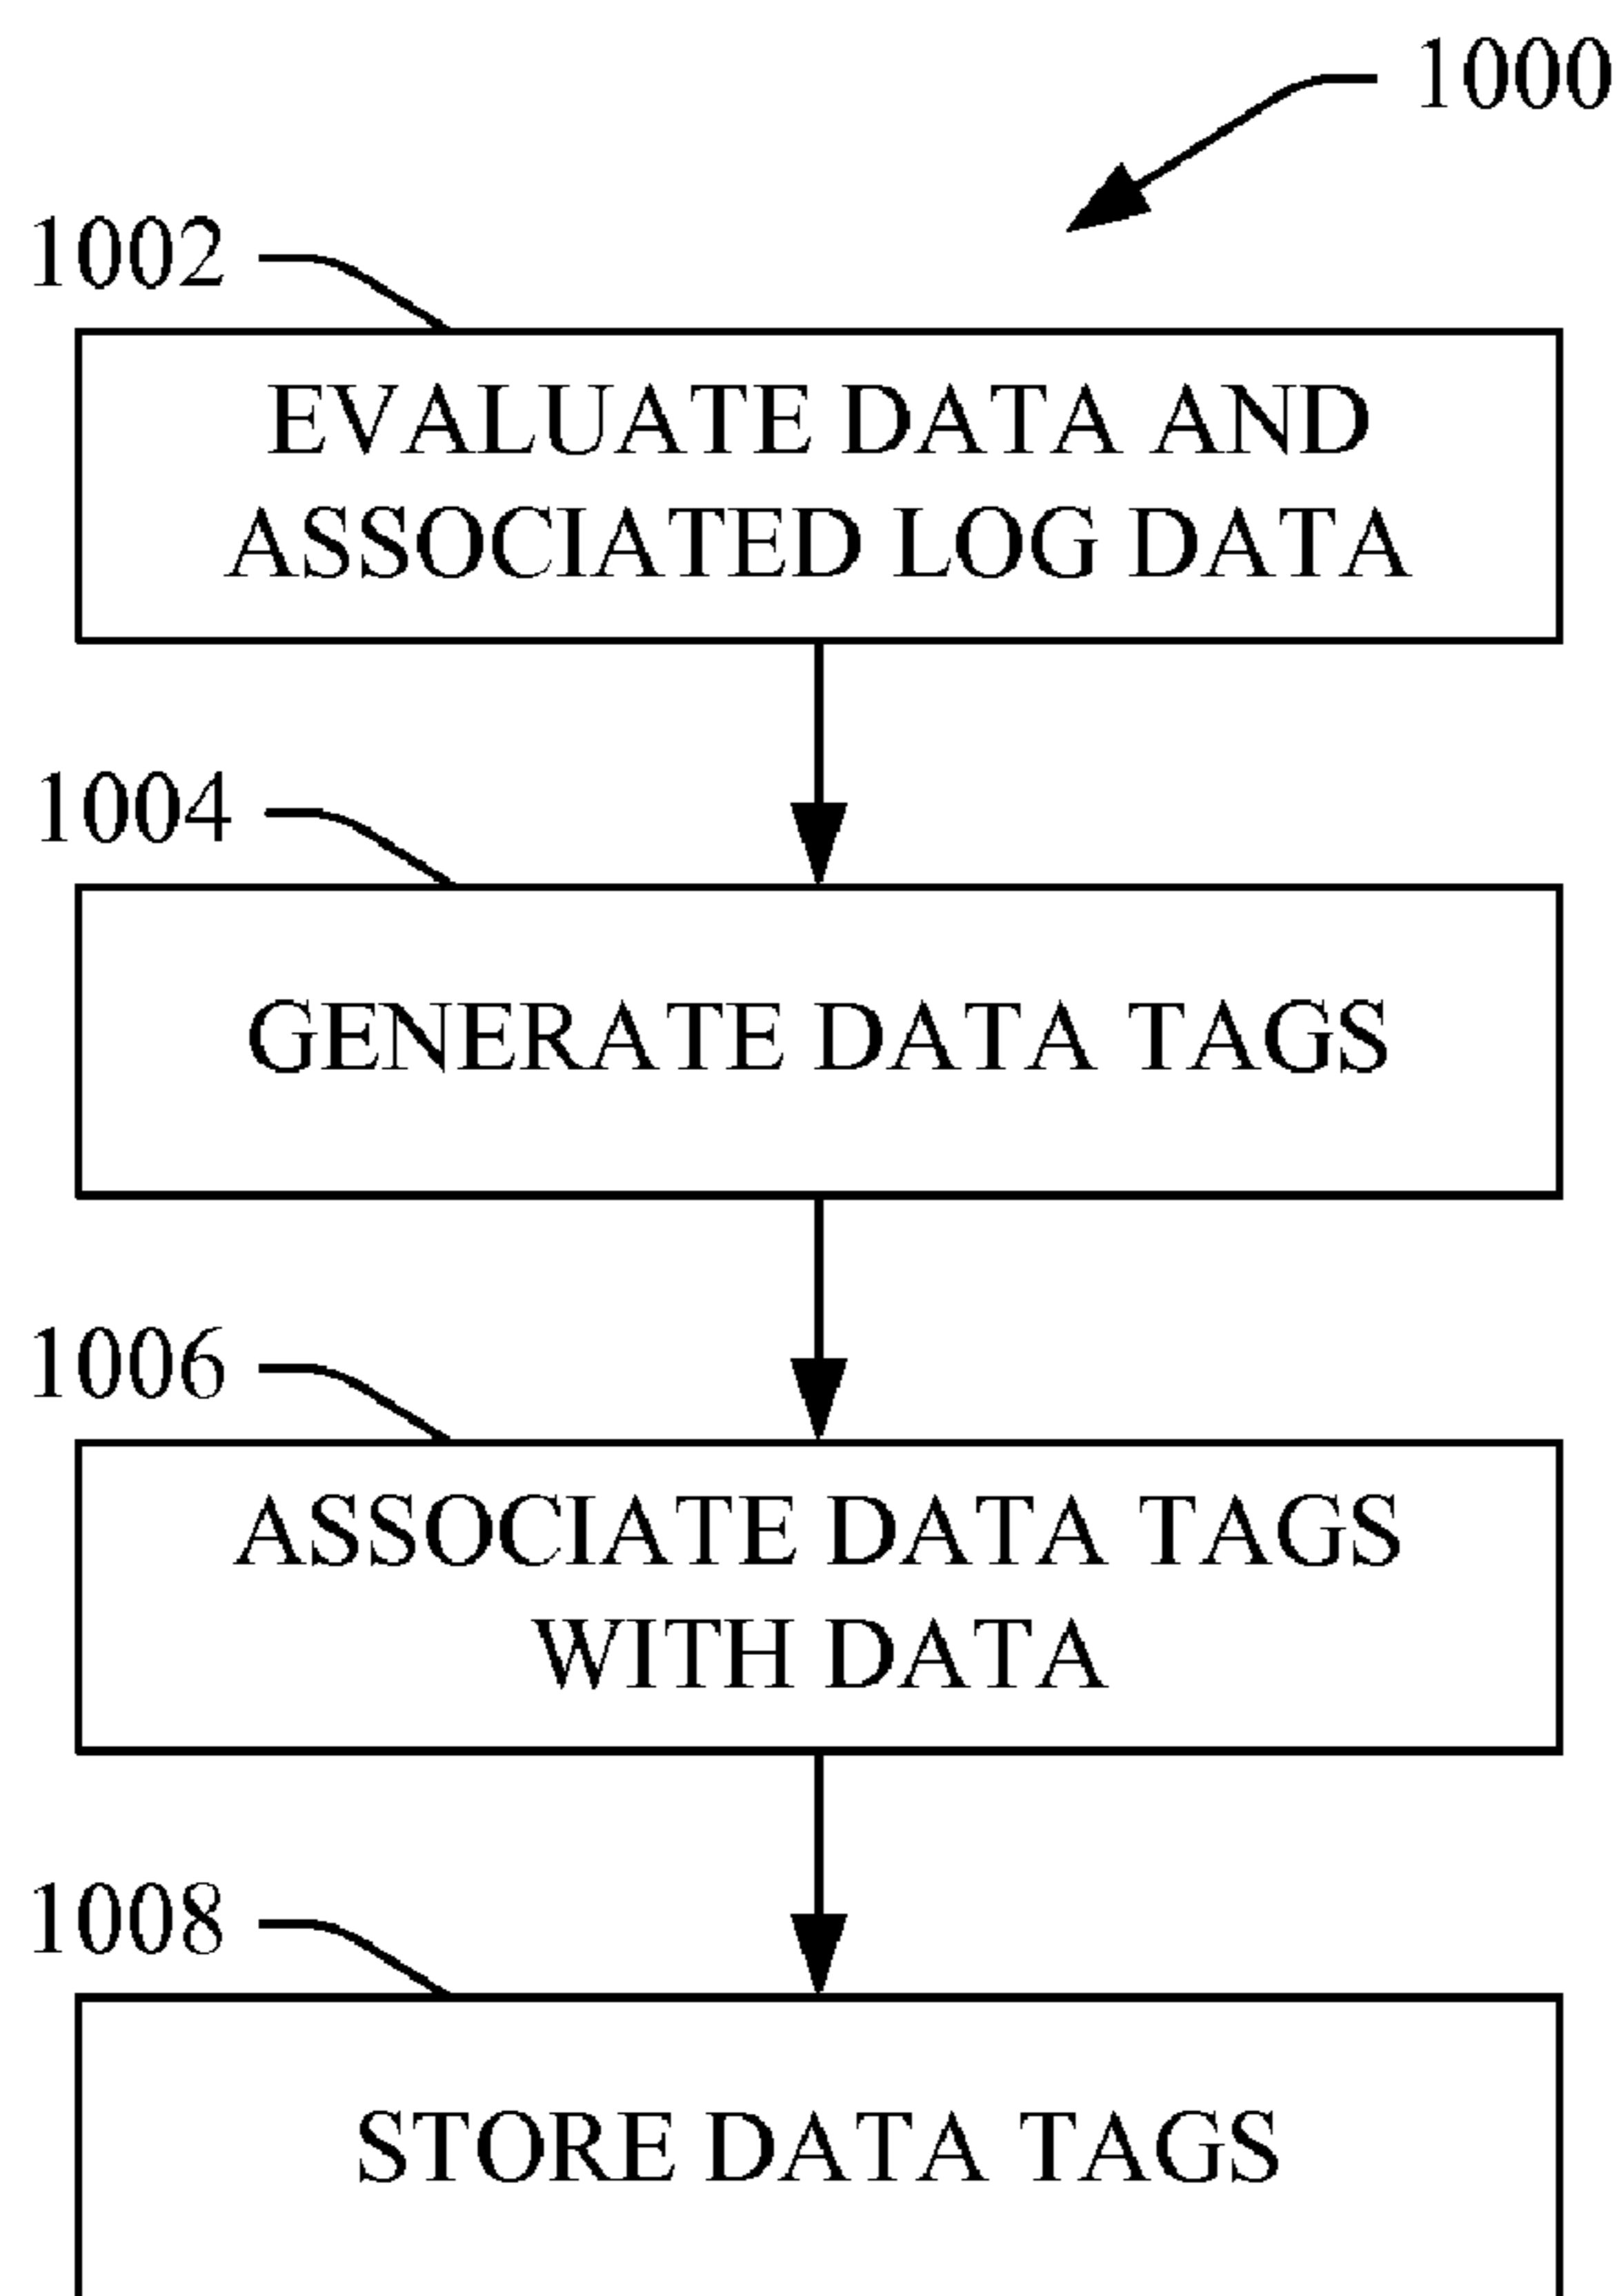 1000
1002
EVALUATE DATA AND
ASSOCIATED LOG DATA
1004
GENERATE DATA TAGS
1006
ASSOCIATE DATA TAGS
WITH DATA
1008
STORE DATA TAGS